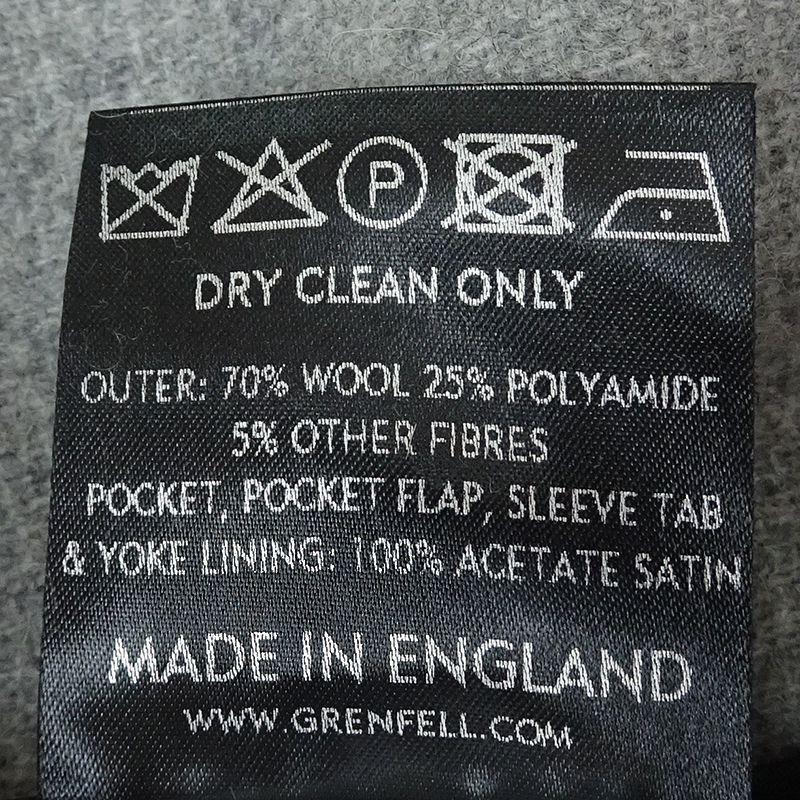 P
DRY CLEAN ONLY
OUTER: 70% WOOL 25% POLYAMIDE
5% OTHER FIBRES
POCKET, POCKET FLAP, SLEEVE TAB
& YOKE LINING: 100% ACETATE SATIN
MADE IN ENGLAND
WWW.GRENFELL.COM